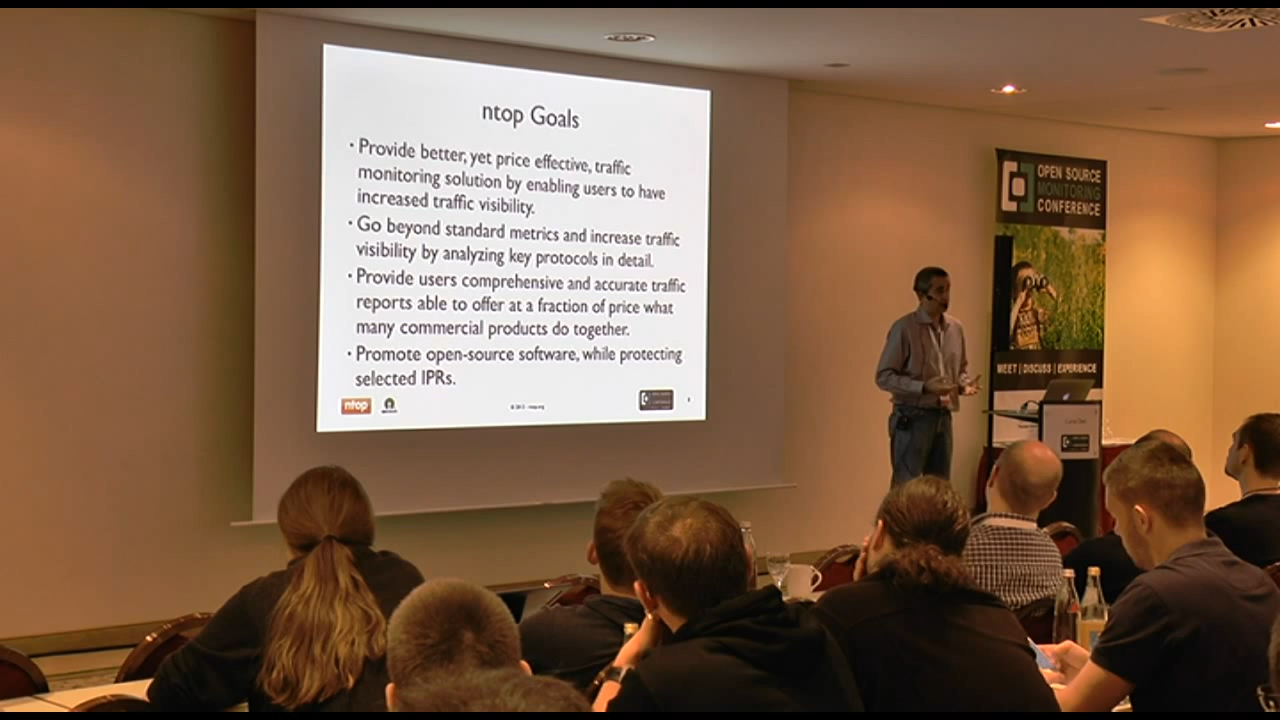 ntop Goals
• Provide better, yet price effective, traffic
monitoring solution by enabling users to have
increased traffic visibility.
• Go beyond standard metrics and increase traffic
visibility by analyzing key protocols in detail.
• Provide users comprehensive and accurate traffic
reports able to offer at a fraction of price what
many commercial products do together.
• Promote open-source software, while protecting
selected IPRs.
ntop
OPEN SOURCE
MONITORING
CONFERENCE
MEET | DISCUSS | EXPERIENCE